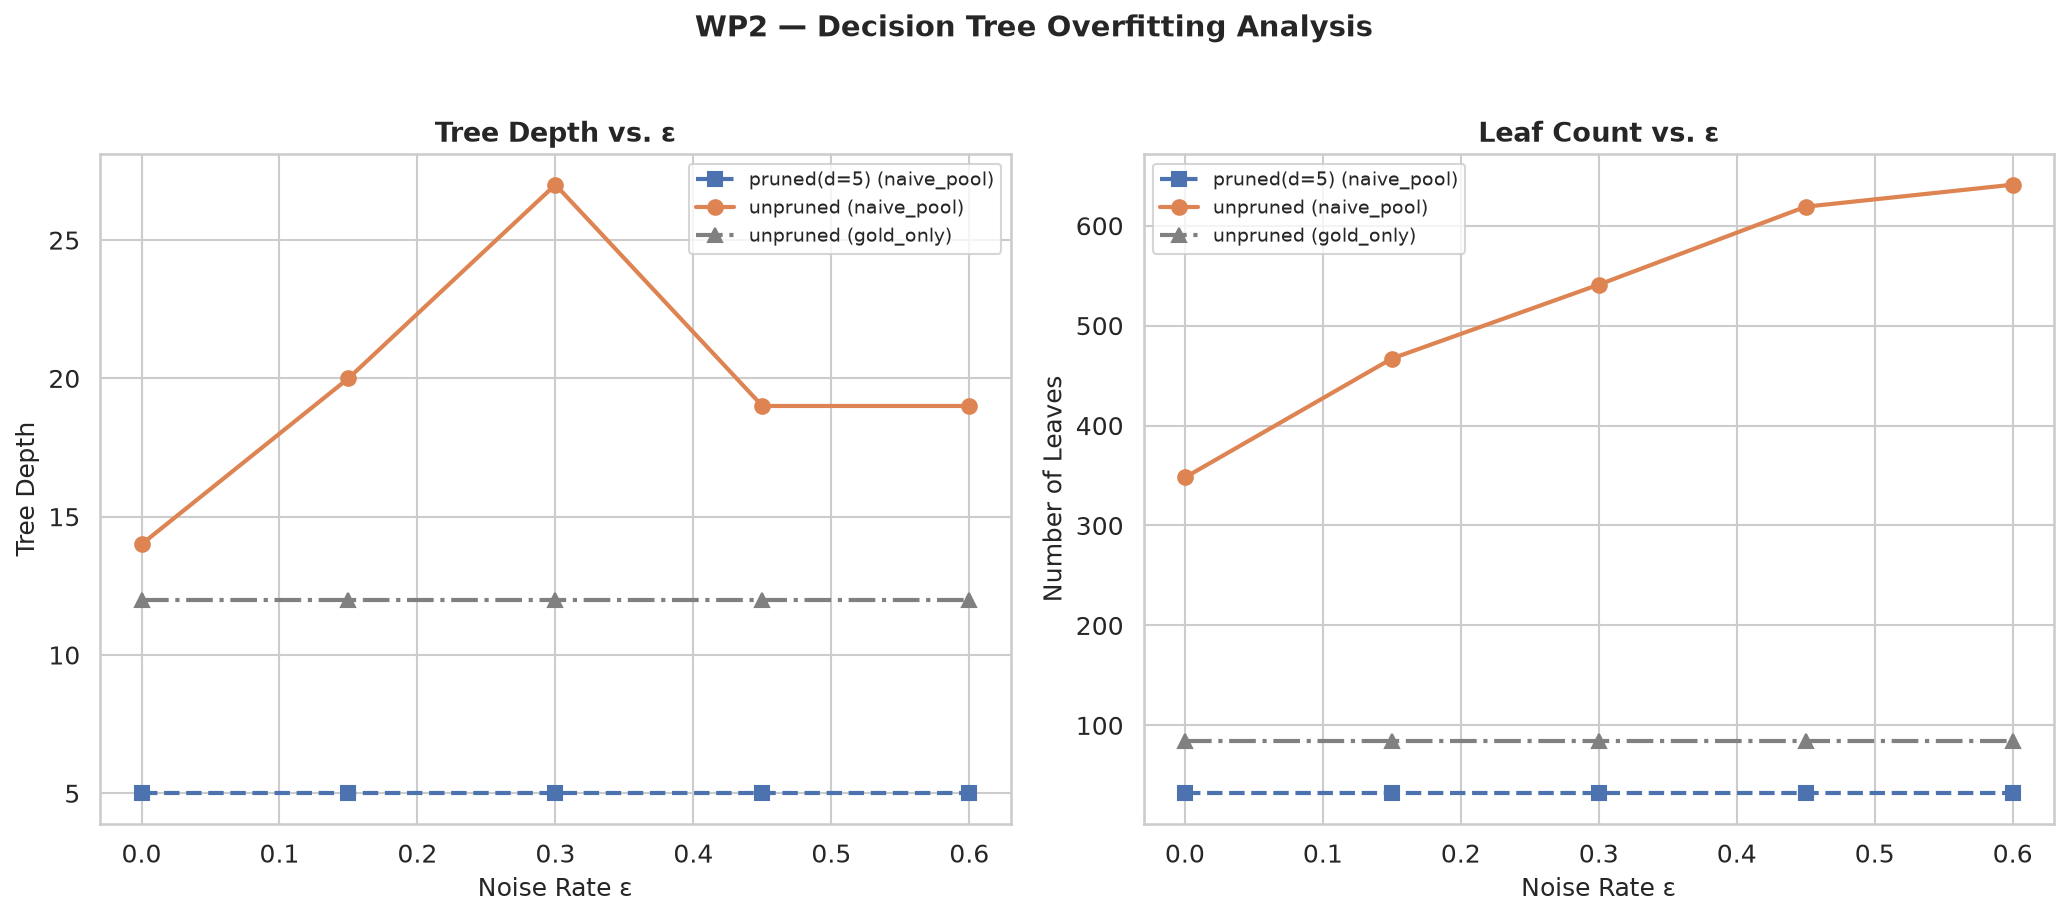 WP2 — Decision Tree Overfitting Analysis
Tree Depth vs. ε
pruned(d=5) (naive_pool)
unpruned (naive_pool)
unpruned (gold_only)
Tree Depth
25
20
15
10
5
0.0 0.1 0.2 0.3 0.4 0.5 0.6
Noise Rate ε
Leaf Count vs. ε
pruned(d=5) (naive_pool)
unpruned (naive_pool)
unpruned (gold_only)
Number of Leaves
600
500
400
300
200
100
0.0 0.1 0.2 0.3 0.4 0.5 0.6
Noise Rate ε